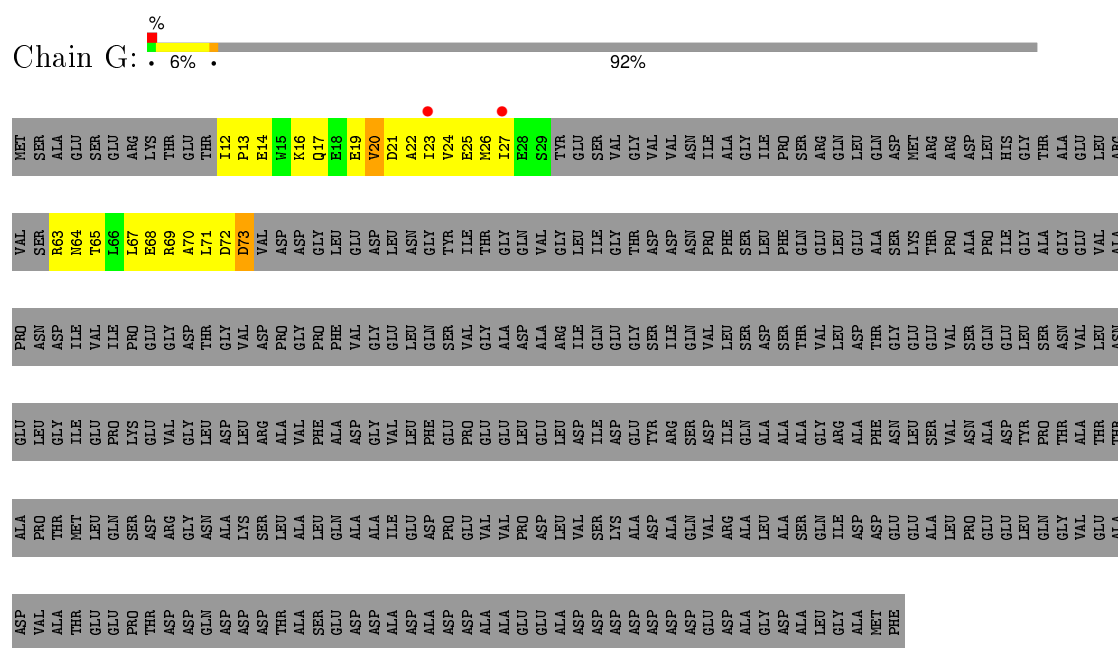 %
Chain G:
6% 92%
MET SER ALA GLU SER GLU ARG LYS THR GLU THR I12 P13 E14 W15 K16 Q17 E18 E19 V20 D21 A22 I23 V24 E25 M26 I27 E28 S29 TYR GLU SER VAL GLY VAL VAL ASN ILE ALA GLY ILE PRO SER ARG GLN LEU GLN ASP MET ARG ARG ASP LEU HIS GLY THR ALA GLU LEU ARG
VAL SER R63 N64 T65 L66 L67 E68 R69 A70 L71 D72 D73 VAL ASP ASP GLY LEU GLU ASP LEU ASN GLY TYR ILE THR GLY GLN VAL GLY LEU ILE GLY THR ASP ASP ASN PRO PHE SER LEU PHE GLN GLU LEU GLU ALA SER LYS THR PRO ALA PRO ILE GLY ALA GLY GLU VAL ALA
PRO ASN ASP ILE VAL ILE PRO GLU GLY ASP THR GLY VAL ASP PRO GLY PRO PHE VAL GLY GLU LEU GLN SER VAL GLY ALA ASP ALA ARG ILE GLN GLU GLY SER ILE GLN VAL LEU SER ASP SER THR VAL LEU ASP THR GLY GLU GLU VAL SER GLN GLU LEU SER ASN VAL LEU ASN
GLU LEU GLY ILE GLU PRO LYS GLU VAL GLY LEU ASP LEU ARG ALA VAL PHE ALA ASP GLY VAL LEU PHE GLU PRO GLU GLU LEU GLU LEU ASP ILE ASP GLU TYR ARG SER ASP ILE GLN ALA ALA ALA GLY ARG ALA PHE ASN LEU SER VAL ASN ALA ASP TYR PRO THR ALA THR THR
ALA PRO THR MET LEU GLN SER ASP ARG GLY ASN ALA LYS SER LEU ALA LEU GLN ALA ALA ILE GLU ASP PRO GLU VAL VAL PRO ASP LEU VAL SER LYS ALA ASP ALA GLN VAL ARG ALA LEU ALA SER GLN ILE ASP ASP GLU GLU ALA LEU PRO GLU GLU LEU GLN GLY VAL GLU ALA
ASP VAL ALA THR GLU GLU PRO THR ASP ASP GLN ASP ASP ASP THR ALA SER GLU ASP ASP ALA ASP ALA ASP ASP ALA ALA GLU GLU ALA ASP ASP ASP ASP ASP ASP ASP GLU ASP ALA GLY ASP ALA LEU GLY ALA MET PHE